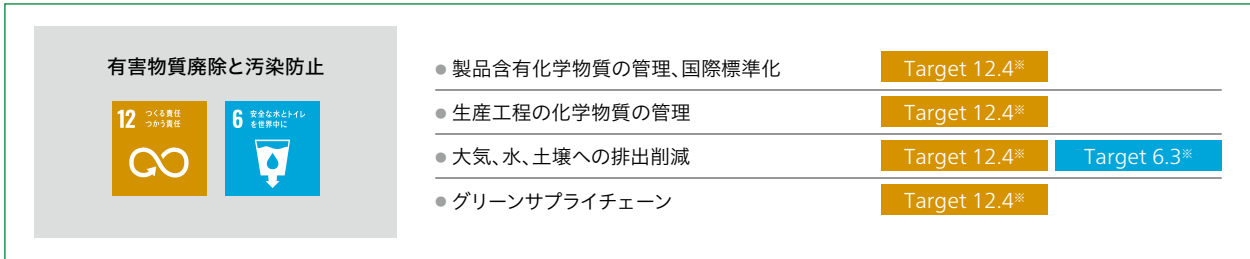 有害物質廃除と汚染防止
12 つくる責任
つかう責任
6 安全な水とトイレ
を世界中に
● 製品含有化学物質の管理、国際標準化 Target 12.4※
● 生産工程の化学物質の管理 Target 12.4※
● 大気、水、土壌への排出削減 Target 12.4※ Target 6.3※
● グリーンサプライチェーン Target 12.4※